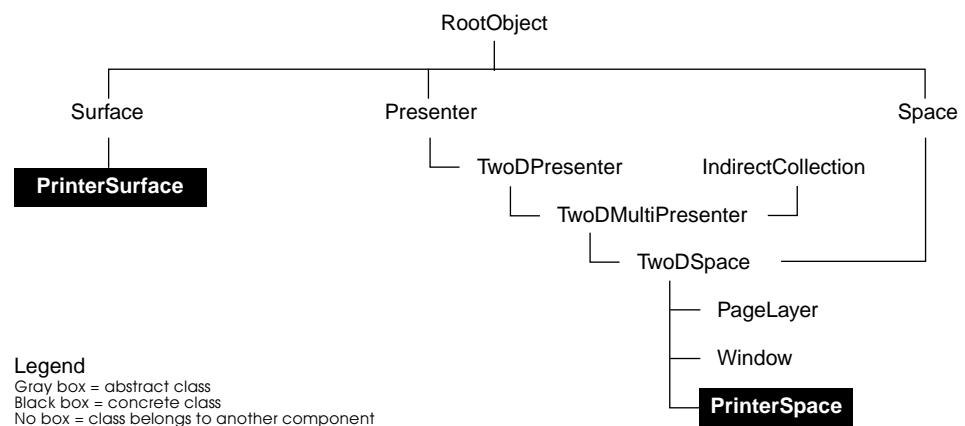 RootObject
Surface Presenter Space
PrinterSurface
TwoDPresenter IndirectCollection
TwoDMultiPresenter
TwoDSpace
PageLayer
Window
PrinterSpace
Legend
Gray box = abstract class
Black box = concrete class
No box = class belongs to another component